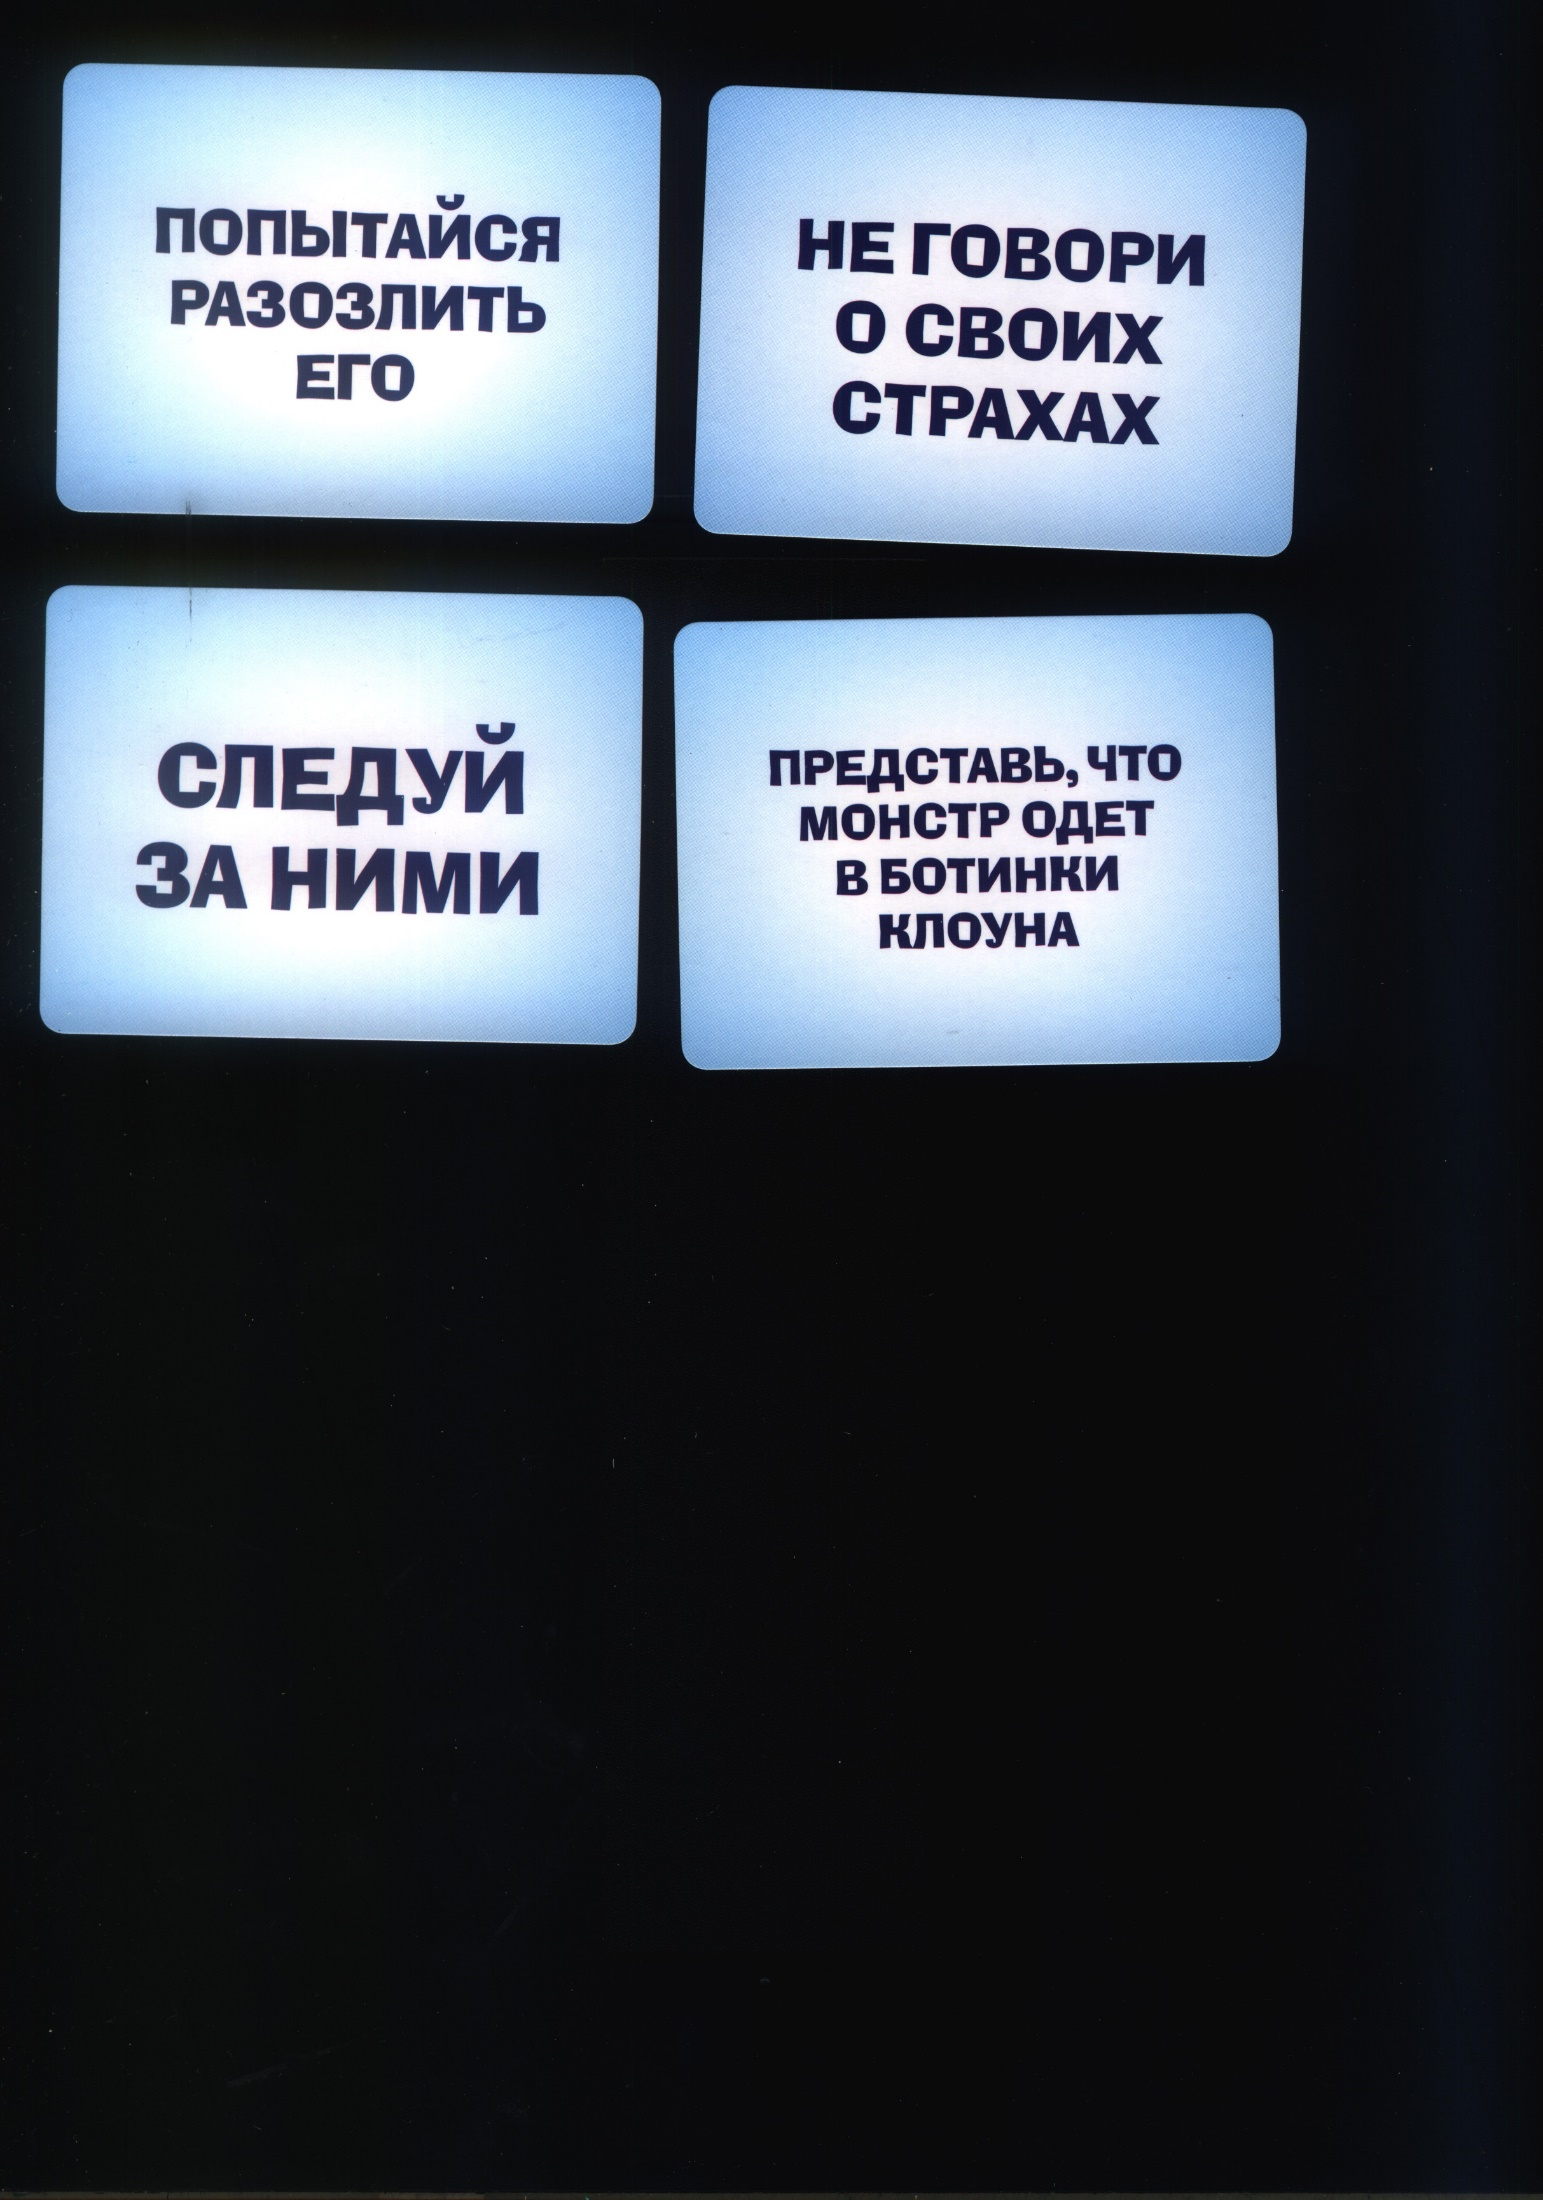 ПОПЫТАЙСЯ
РАЗОЗЛИТЬ
ЕГО
НЕ ГОВОРИ
О СВОИХ
СТРАХАХ
СЛЕДУЙ
ЗА НИМИ
ПРЕДСТАВЬ, ЧТО
МОНСТР ОДЕТ
В БОТИНКИ
КЛОУНА